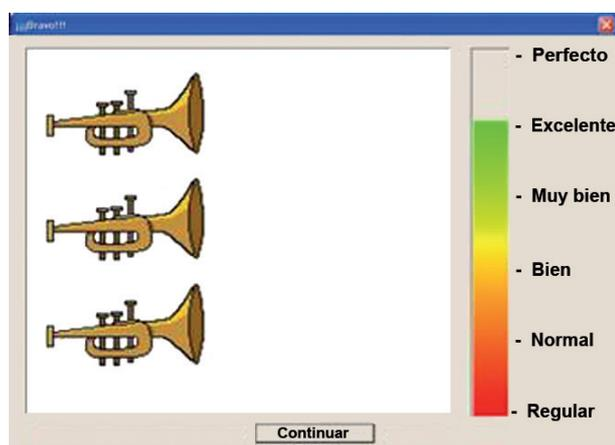 ¡¡¡Bravo!!!
- Perfecto
- Excelente
- Muy bien
- Bien
- Normal
- Regular
Continuar